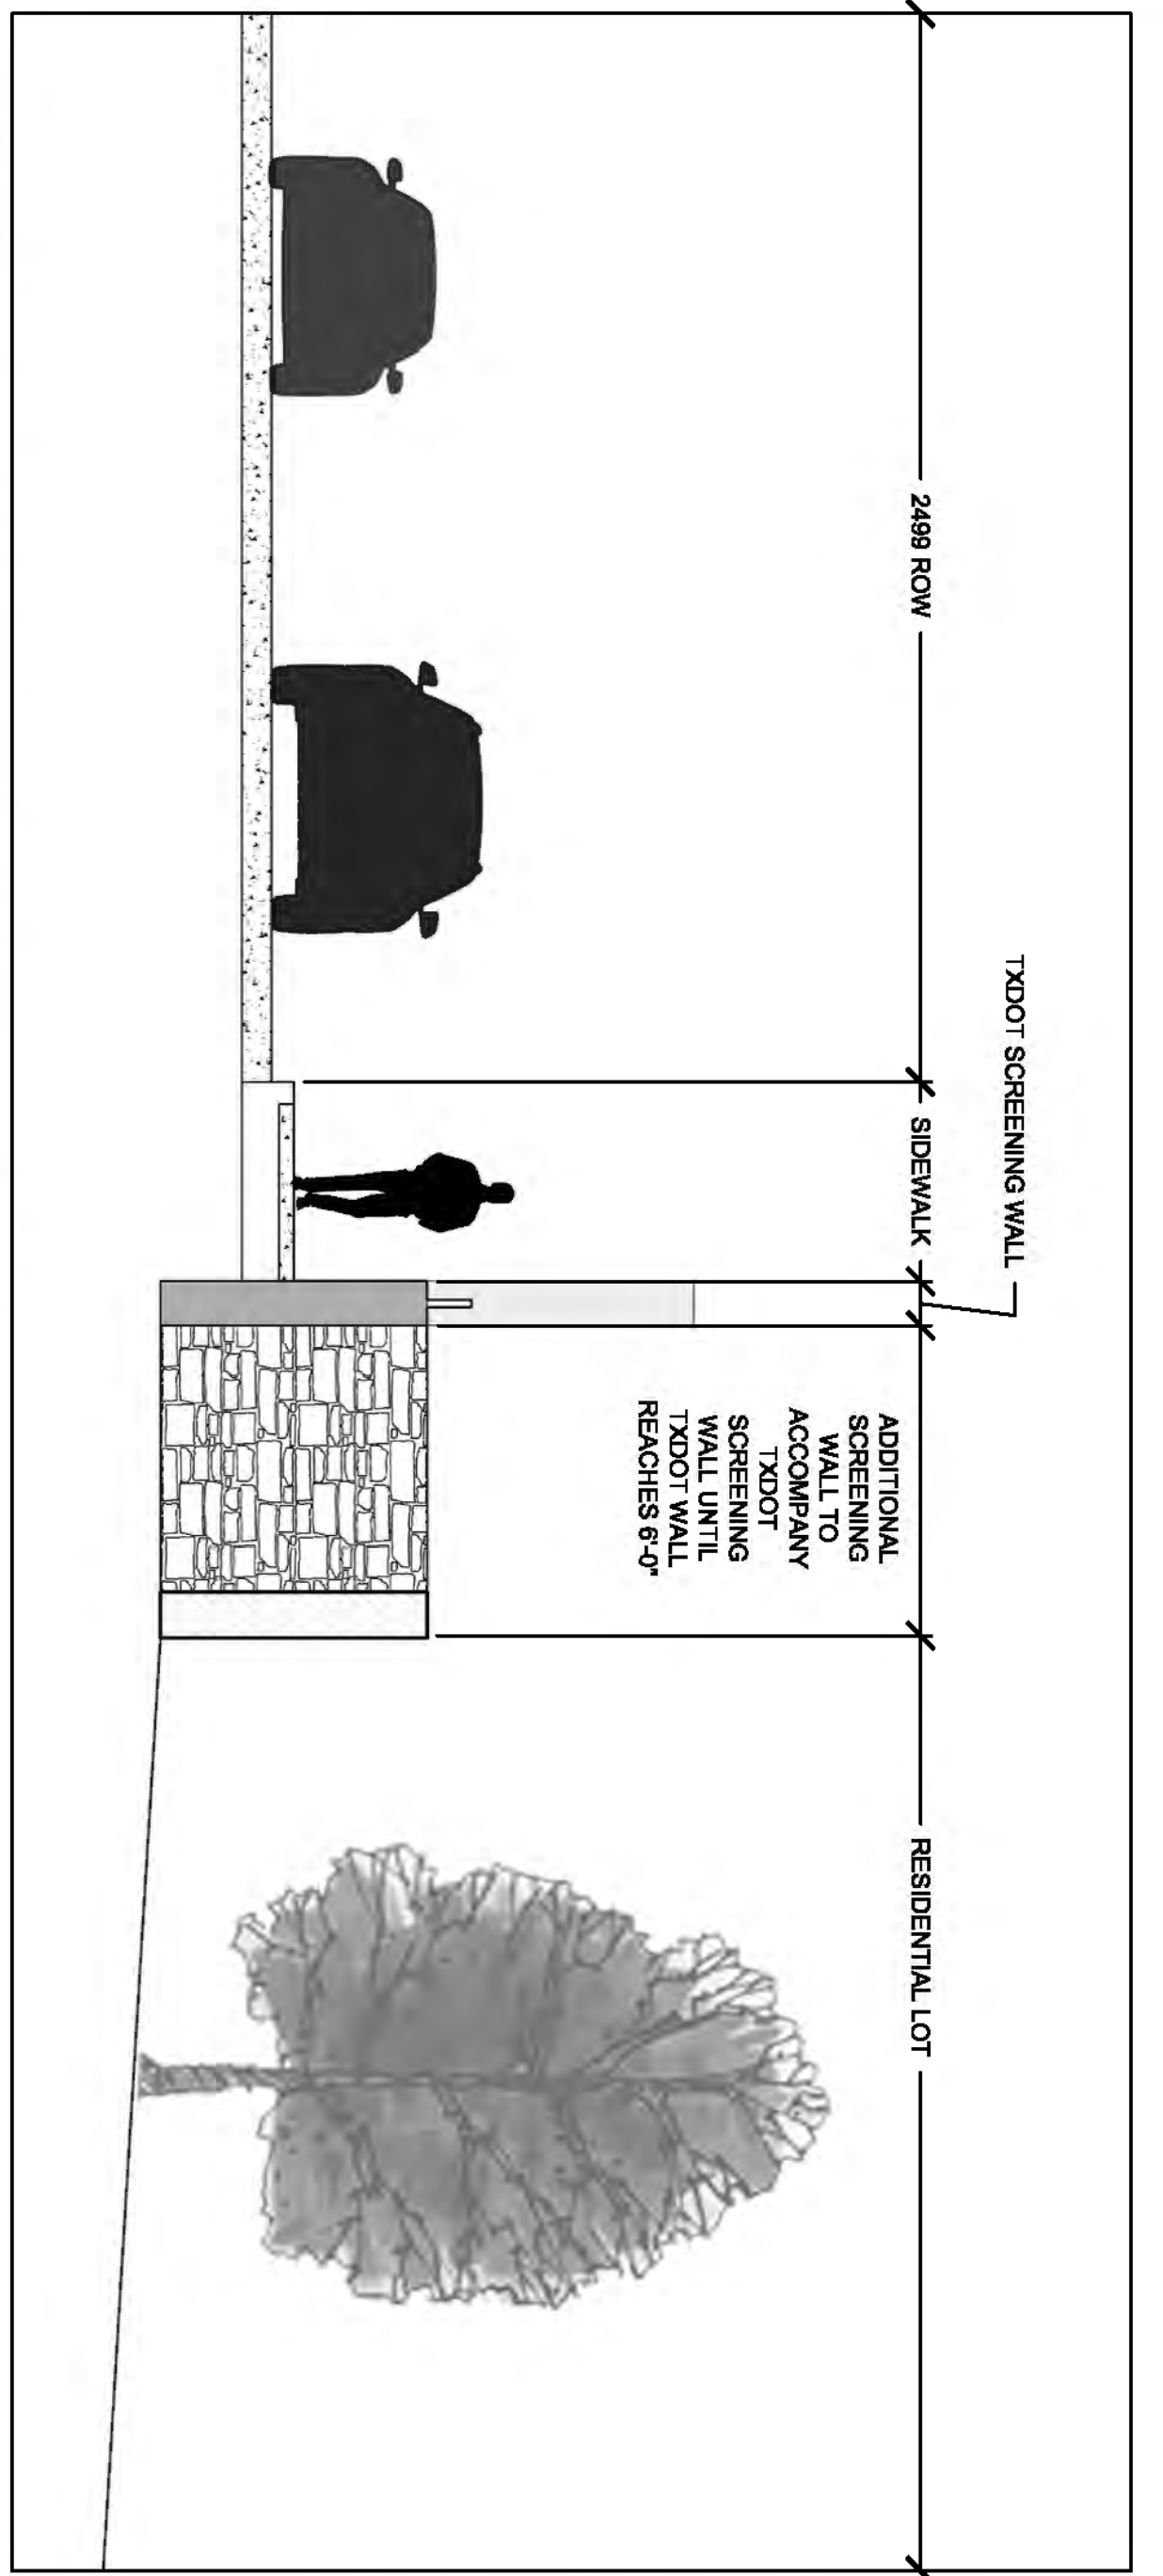 TXDOT SCREENING WALL
2499 ROW
SIDEWALK
ADDITIONAL
SCREENING
WALL TO
ACCOMPANY
TXDOT
SCREENING
WALL UNTIL
TXDOT WALL
REACHES 6'-0"
RESIDENTIAL LOT